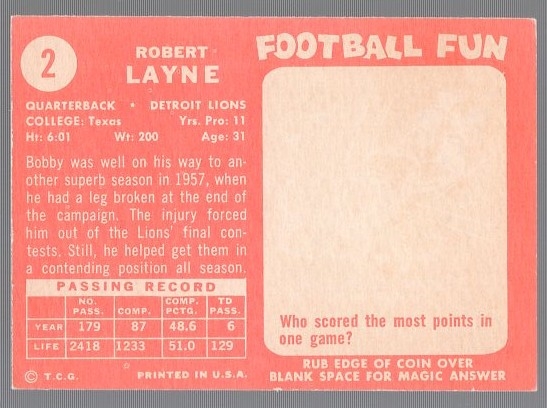 2
ROBERT
LAYNE
QUARTERBACK • DETROIT LIONS
COLLEGE: Texas Yrs. Pro: 11
Ht: 6:01 Wt: 200 Age: 31
Bobby was well on his way to an-
other superb season in 1957, when
he had a leg broken at the end of
the campaign. The injury forced
him out of the Lions' final con-
tests. Still, he helped get them in
a contending position all season.
PASSING RECORD
NO. PASS. COMP. COMP. PCTG. TD PASS.
YEAR 179 87 48.6 6
LIFE 2418 1233 51.0 129
© T.C.G. PRINTED IN U.S.A.
FOOTBALL FUN
Who scored the most points in
one game?
RUB EDGE OF COIN OVER
BLANK SPACE FOR MAGIC ANSWER